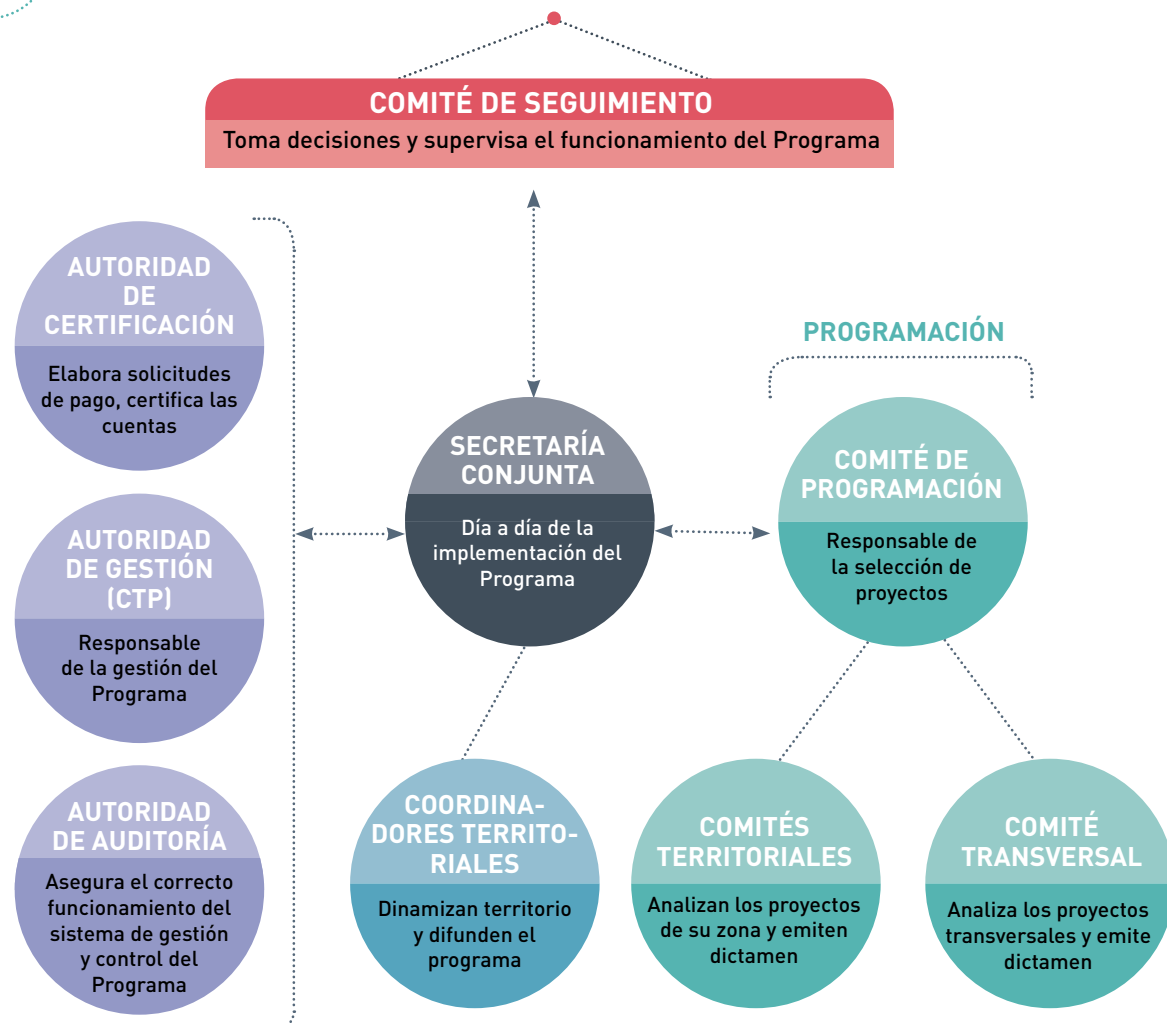 COMITÉ DE SEGUIMIENTO
Toma decisiones y supervisa el funcionamiento del Programa
AUTORIDAD
DE
CERTIFICACIÓN
Elabora solicitudes
de pago, certifica las
cuentas
AUTORIDAD
DE GESTIÓN
(CTP)
Responsable
de la gestión del
Programa
AUTORIDAD
DE AUDITORÍA
Asegura el correcto
funcionamiento del
sistema de gestión
y control del
Programa
SECRETARÍA
CONJUNTA
Día a día de la
implementación del
Programa
PROGRAMACIÓN
COMITÉ DE
PROGRAMACIÓN
Responsable de
la selección de
proyectos
COORDINA-
DORES TERRITO-
RIALES
Dinamizan territorio
y difunden el
programa
COMITÉS
TERRITORIALES
Analizan los proyectos
de su zona y emiten
dictamen
COMITÉ
TRANSVERSAL
Analiza los proyectos
transversales y emite
dictamen